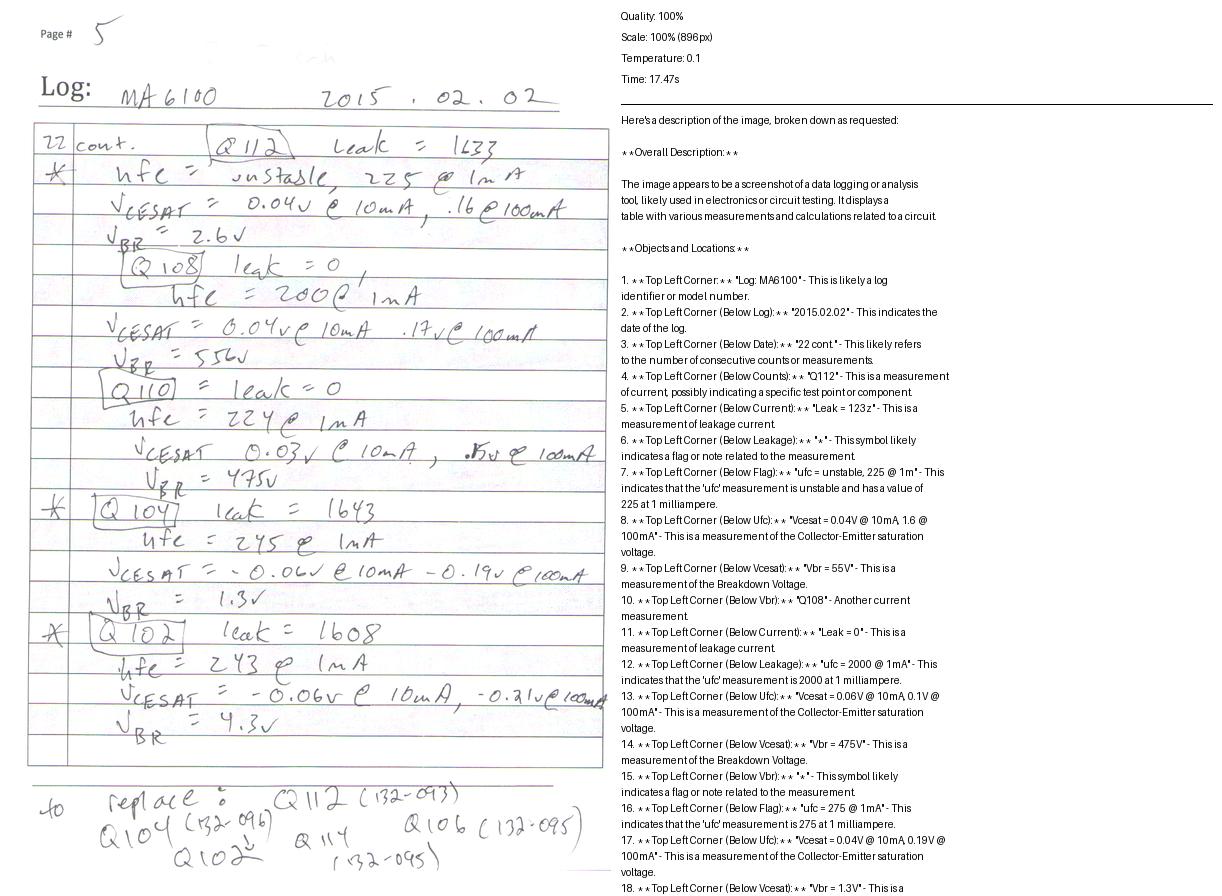 Page # 5
Log: MA6100 2015.02.02
22 cont. Q112 leak = 1633
* hfe = unstable, 225 @ 1mA
VCESAT = 0.04v @ 10mA, .16 @ 100mA
VBR = 2.6v
Q108 leak = 0,
hfe = 200@ 1mA
VCESAT = 0.04v@ 10mA .17v@ 100mA
VBR = 556v
Q110 = leak = 0
hfe = 224@ 1mA
VCESAT 0.03v @ 10mA, .15v @ 100mA
VBR = 475v
* Q104 leak = 1643
hfe = 245 @ 1mA
VCESAT = -0.06v @10mA -0.19v @100mA
VBR = 1.3v
* Q102 leak = 1608
hfe = 243 @ 1mA
VCESAT = -0.06v @ 10mA, -0.21v@100mA
VBR = 4.3v
to replace: Q112 (132-093)
Q104 (132-096) Q106 (132-095)
Q102 Q114
(132-095)
Quality: 100%
Scale: 100% (896px)
Temperature: 0.1
Time: 17.47s
Here's a description of the image, broken down as requested:
**Overall Description:**
The image appears to be a screenshot of a data logging or analysis
tool, likely used in electronics or circuit testing. It displays a
table with various measurements and calculations related to a circuit.
**Objects and Locations:**
1. **Top Left Corner:** "Log: MA6100" - This is likely a log
identifier or model number.
2. **Top Left Corner (Below Log):** "2015.02.02" - This indicates the
date of the log.
3. **Top Left Corner (Below Date):** "22 cont." - This likely refers
to the number of consecutive counts or measurements.
4. **Top Left Corner (Below Counts):** "Q112" - This is a measurement
of current, possibly indicating a specific test point or component.
5. **Top Left Corner (Below Current):** "Leak = 123z" - This is a
measurement of leakage current.
6. **Top Left Corner (Below Leakage):** "*" - This symbol likely
indicates a flag or note related to the measurement.
7. **Top Left Corner (Below Flag):** "ufc = unstable, 225 @ 1m" - This
indicates that the 'ufc' measurement is unstable and has a value of
225 at 1 milliampere.
8. **Top Left Corner (Below Ufc):** "Vcesat = 0.04V @ 10mA, 1.6 @
100mA" - This is a measurement of the Collector-Emitter saturation
voltage.
9. **Top Left Corner (Below Vcesat):** "Vbr = 55V" - This is a
measurement of the Breakdown Voltage.
10. **Top Left Corner (Below Vbr):** "Q108" - Another current
measurement.
11. **Top Left Corner (Below Current):** "Leak = 0" - This is a
measurement of leakage current.
12. **Top Left Corner (Below Leakage):** "ufc = 2000 @ 1mA" - This
indicates that the 'ufc' measurement is 2000 at 1 milliampere.
13. **Top Left Corner (Below Ufc):** "Vcesat = 0.06V @ 10mA, 0.1V @
100mA" - This is a measurement of the Collector-Emitter saturation
voltage.
14. **Top Left Corner (Below Vcesat):** "Vbr = 475V" - This is a
measurement of the Breakdown Voltage.
15. **Top Left Corner (Below Vbr):** "*" - This symbol likely
indicates a flag or note related to the measurement.
16. **Top Left Corner (Below Flag):** "ufc = 275 @ 1mA" - This
indicates that the 'ufc' measurement is 275 at 1 milliampere.
17. **Top Left Corner (Below Ufc):** "Vcesat = 0.04V @ 10mA, 0.19V @
100mA" - This is a measurement of the Collector-Emitter saturation
voltage.
18. **Top Left Corner (Below Vcesat):** "Vbr = 1.3V" - This is a